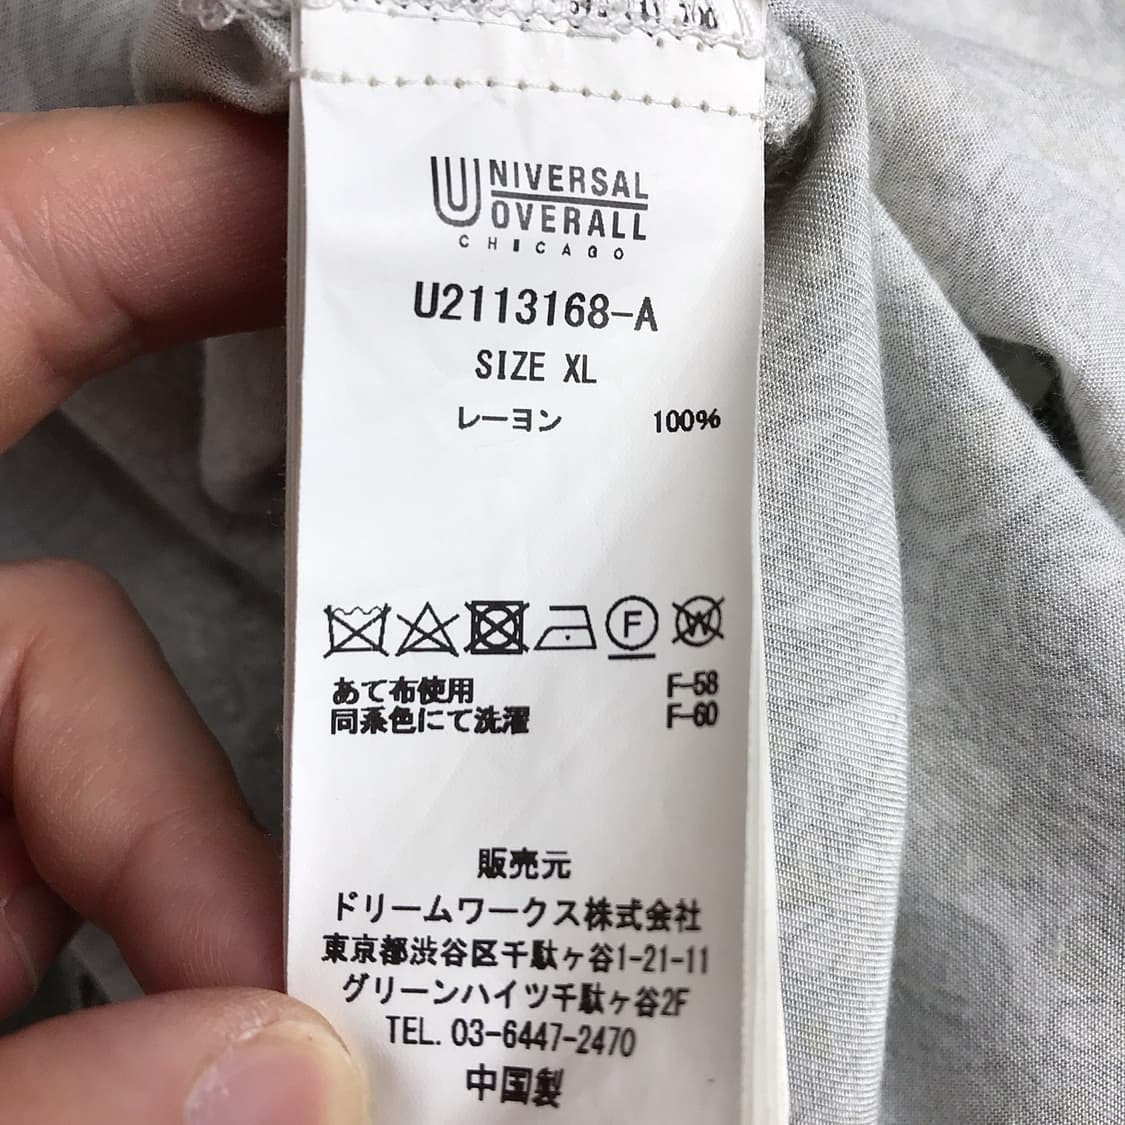 UNIVERSAL
OVERALL
CHICAGO
U2113168-A
SIZE XL
レーヨン 100%
F W
あて布使用 F-58
同系色にて洗濯 F-60
販売元
ドリームワークス株式会社
東京都渋谷区千駄ヶ谷1-21-11
グリーンハイツ千駄ヶ谷2F
TEL. 03-6447-2470
中国製